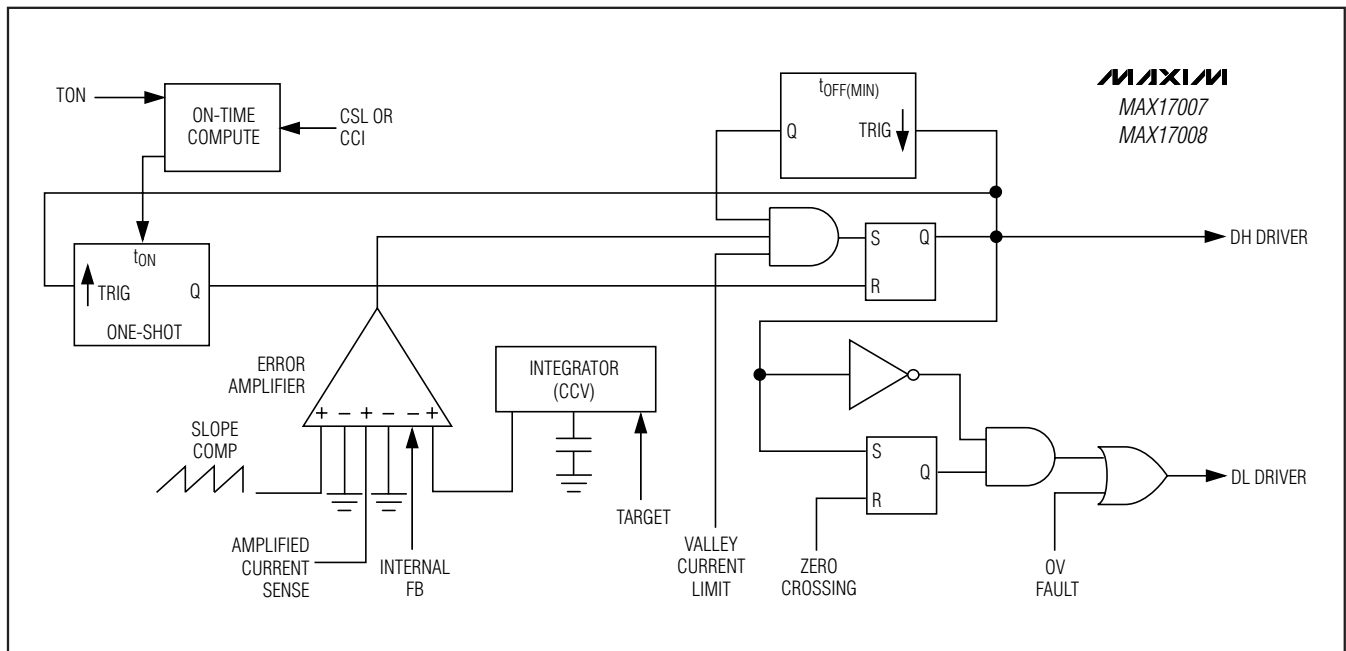 TON
ON-TIME
COMPUTE
CSL OR
CCI
tOFF(MIN)
Q
TRIG
MAXIM
MAX17007
MAX17008
tON
TRIG
Q
ONE-SHOT
S
Q
R
DH DRIVER
ERROR
AMPLIFIER
+ – + – – +
INTEGRATOR
(CCV)
SLOPE
COMP
AMPLIFIED
CURRENT
SENSE
INTERNAL
FB
TARGET
VALLEY
CURRENT
LIMIT
S
Q
R
ZERO
CROSSING
OV
FAULT
DL DRIVER